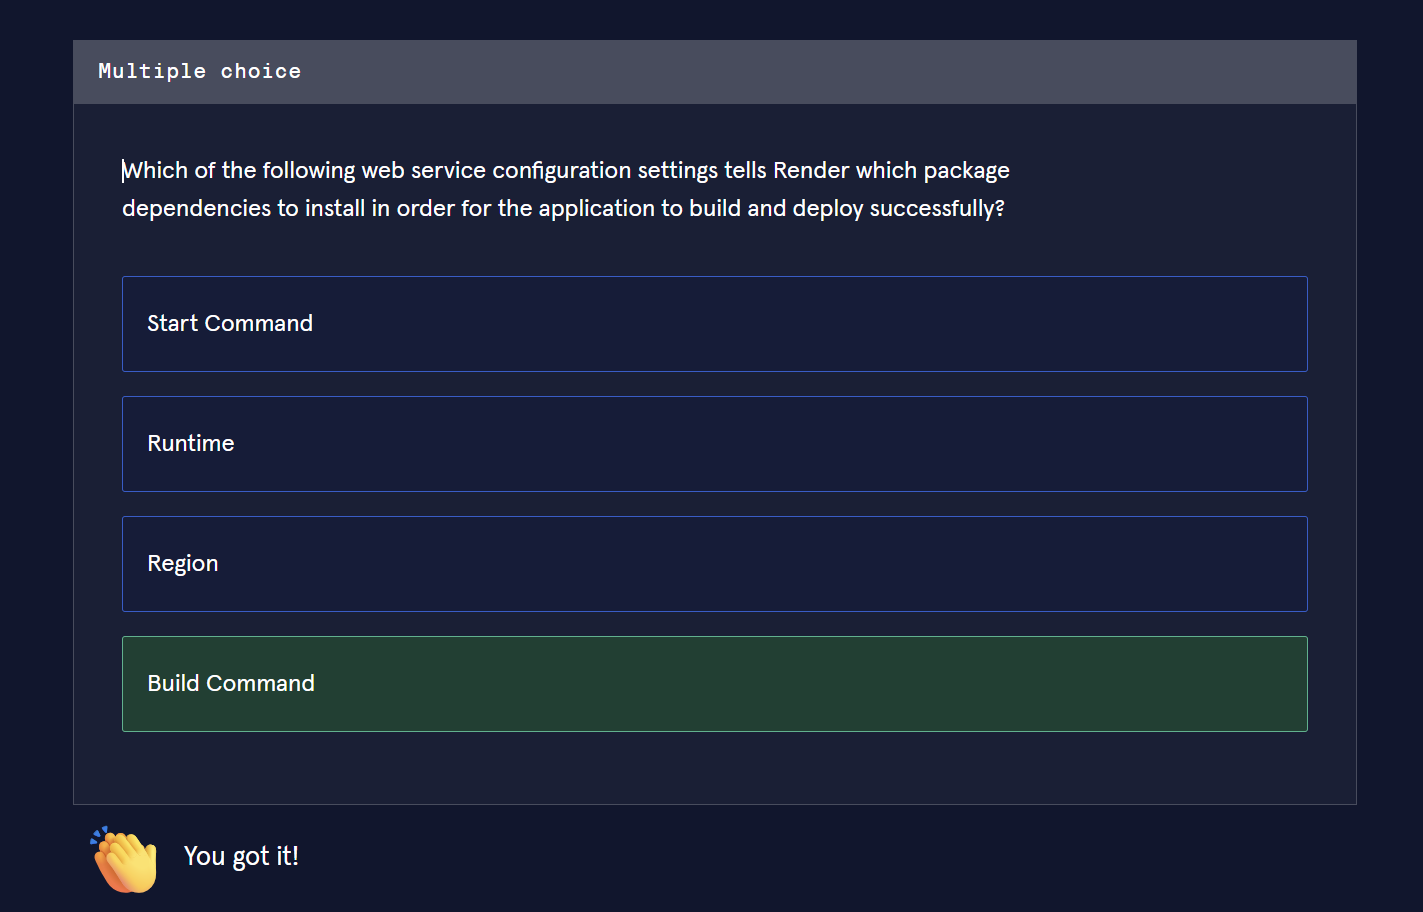 Multiple choice
Which of the following web service configuration settings tells Render which package
dependencies to install in order for the application to build and deploy successfully?
Start Command
Runtime
Region
Build Command
You got it!